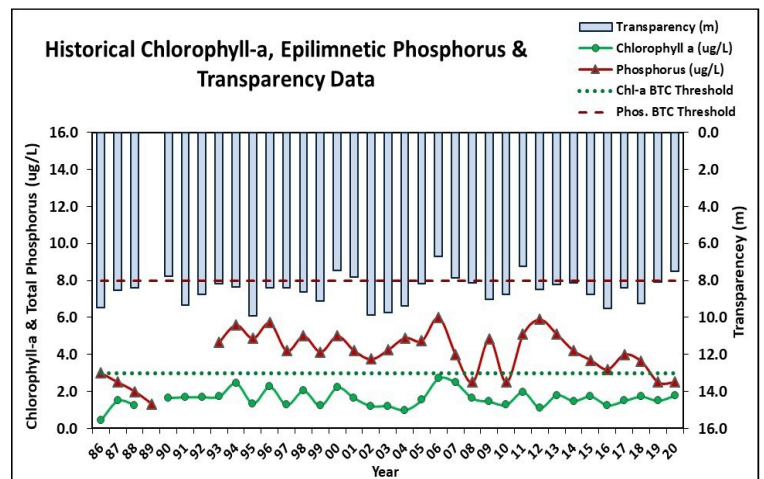 Transparency (m)
Chlorophyll a (ug/L)
Phosphorus (ug/L)
Chl-a BTC Threshold
Phos. BTC Threshold
Historical Chlorophyll-a, Epilimnetic Phosphorus &
Transparency Data
Chlorophyll-a & Total Phosphorus (ug/L)
16.0
14.0
12.0
10.0
8.0
6.0
4.0
2.0
0.0
0.0
2.0
4.0
6.0
8.0
10.0
12.0
14.0
16.0
Transparencey (m)
86 87 88 89 90 91 92 93 94 95 96 97 98 99 00 01 02 03 04 05 06 07 08 09 10 11 12 13 14 15 16 17 18 19 20
Year